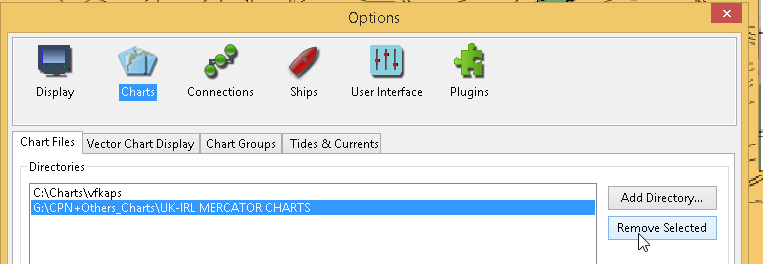 Options
Display
Charts
Connections
Ships
User Interface
Plugins
Chart Files
Vector Chart Display
Chart Groups
Tides & Currents
Directories
C:\Charts\vfkaps
G:\CPN+Others_Charts\UK-IRL MERCATOR CHARTS
Add Directory...
Remove Selected